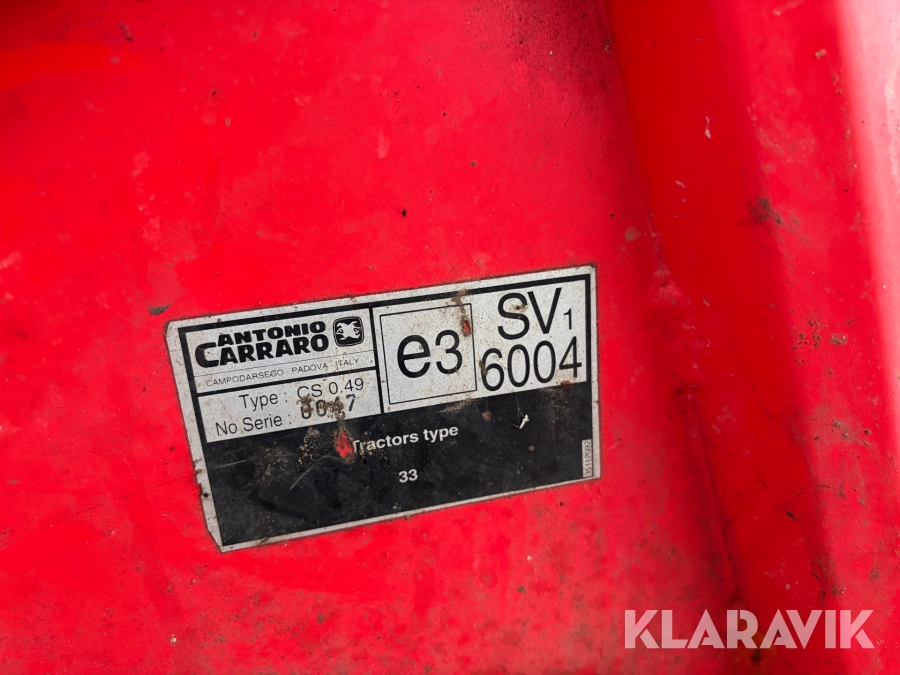 ANTONIO
CARRARO
CAMPODARSEGO - PADOVA - ITALY
Type : CS 0.49
No Serie :
e3
SV1
6004
Tractors type
33
KLARAVIK